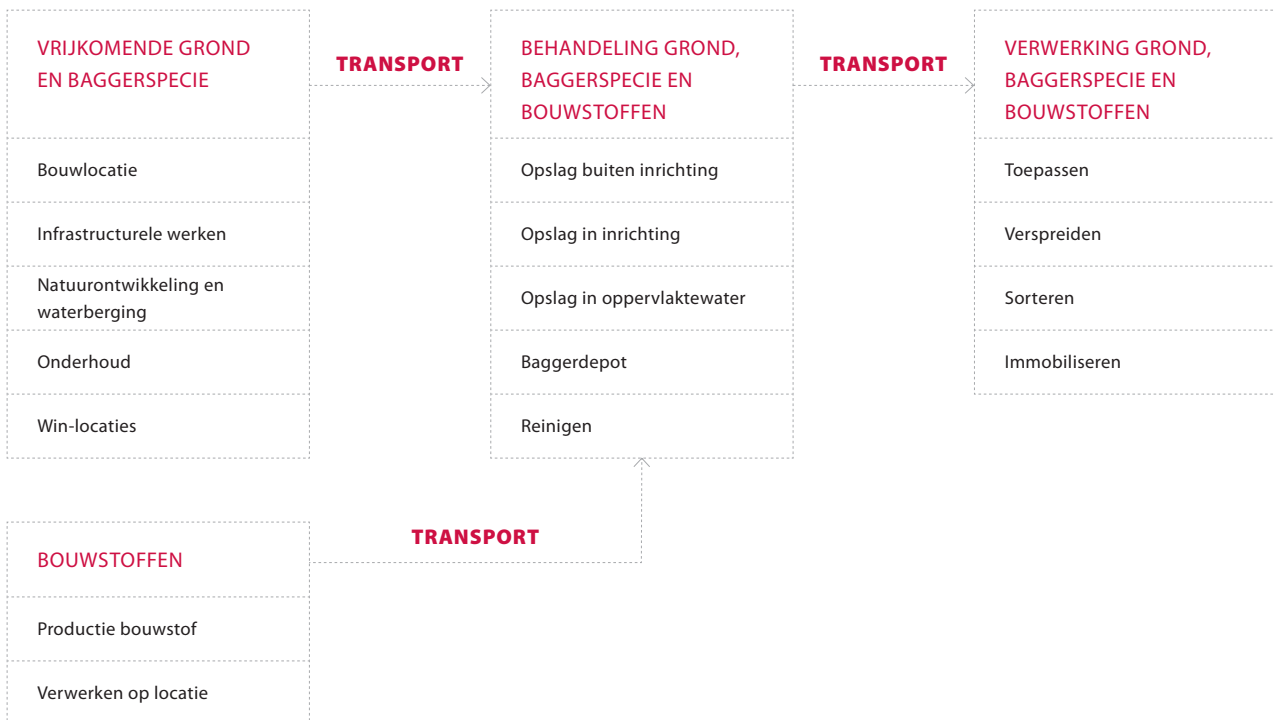 VRIJKOMENDE GROND
EN BAGGERSPECIE
Bouwlocatie
Infrastructurele werken
Natuurontwikkeling en
waterberging
Onderhoud
Win-locaties
TRANSPORT
BEHANDELING GROND,
BAGGERSPECIE EN
BOUWSTOFFEN
Opslag buiten inrichting
Opslag in inrichting
Opslag in oppervlaktewater
Baggerdepot
Reinigen
TRANSPORT
VERWERKING GROND,
BAGGERSPECIE EN
BOUWSTOFFEN
Toepassen
Verspreiden
Sorteren
Immobiliseren
BOUWSTOFFEN
Productie bouwstof
Verwerken op locatie
TRANSPORT